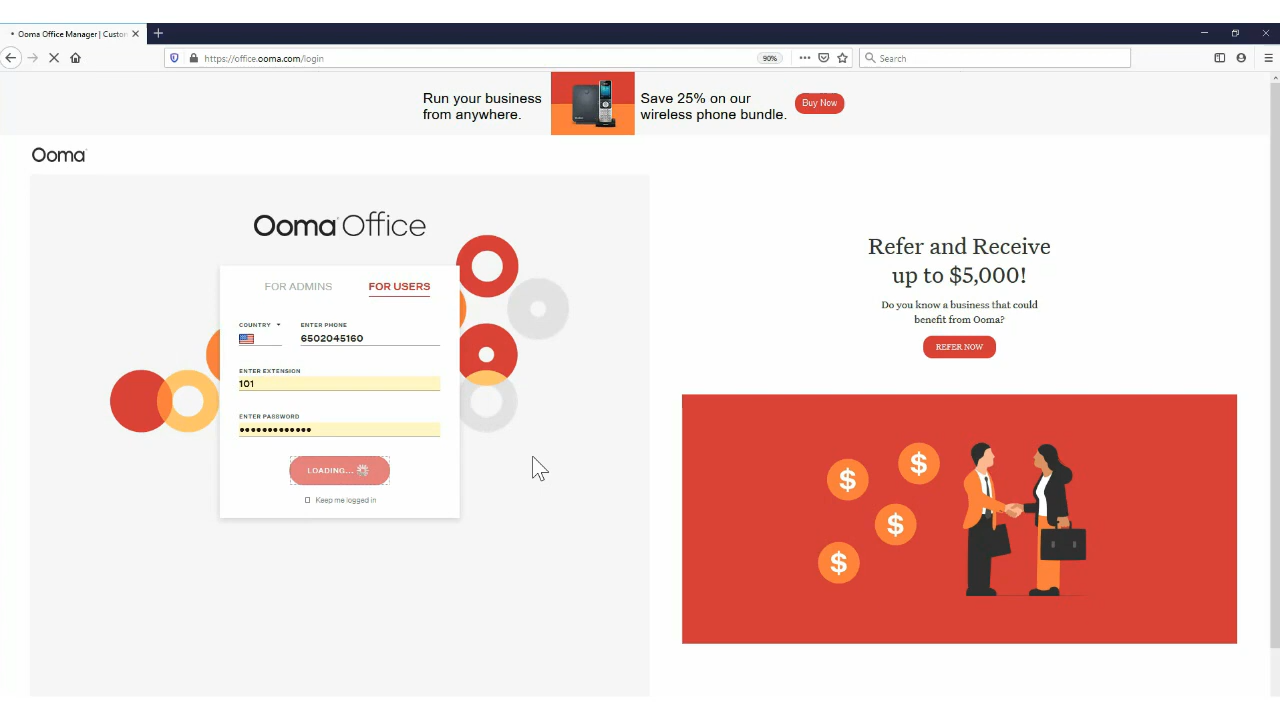 Ooma Office Manager | Custom
https://office.ooma.com/login
90%
Search
Run your business
from anywhere.
Save 25% on our
wireless phone bundle.
Buy Now
Ooma
Ooma Office
FOR ADMINS
FOR USERS
COUNTRY
ENTER PHONE
6502045160
ENTER EXTENSION
101
ENTER PASSWORD
LOADING...
Keep me logged in
Refer and Receive
up to $5,000!
Do you know a business that could
benefit from Ooma?
REFER NOW
$
$
$
$